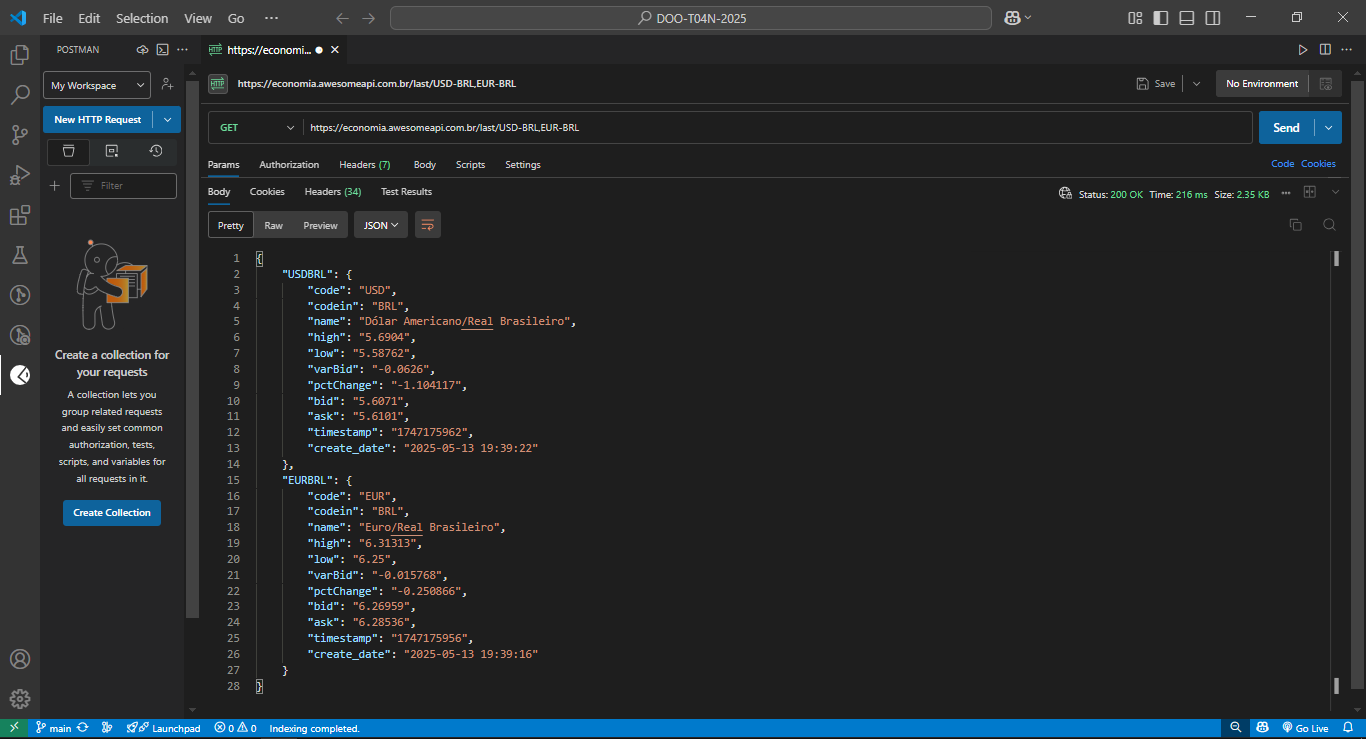 File Edit Selection View Go ··· DOO-T04N-2025
POSTMAN
https://economi...
My Workspace
https://economia.awesomeapi.com.br/last/USD-BRL,EUR-BRL
Save
No Environment
New HTTP Request
GET
https://economia.awesomeapi.com.br/last/USD-BRL,EUR-BRL
Send
Params Authorization Headers (7) Body Scripts Settings
Code Cookies
Filter
Body Cookies Headers (34) Test Results
Status: 200 OK Time: 216 ms Size: 2.35 KB
Pretty Raw Preview JSON
1 {
2 "USDBRL": {
3 "code": "USD",
4 "codein": "BRL",
5 "name": "Dólar Americano/Real Brasileiro",
6 "high": "5.6904",
7 "low": "5.58762",
8 "varBid": "-0.0626",
9 "pctChange": "-1.104117",
10 "bid": "5.6071",
11 "ask": "5.6101",
12 "timestamp": "1747175962",
13 "create_date": "2025-05-13 19:39:22"
14 },
15 "EURBRL": {
16 "code": "EUR",
17 "codein": "BRL",
18 "name": "Euro/Real Brasileiro",
19 "high": "6.31313",
20 "low": "6.25",
21 "varBid": "-0.015768",
22 "pctChange": "-0.250866",
23 "bid": "6.26959",
24 "ask": "6.28536",
25 "timestamp": "1747175956",
26 "create_date": "2025-05-13 19:39:16"
27 }
28 }
Create a collection for
your requests
A collection lets you
group related requests
and easily set common
authorization, tests,
scripts, and variables for
all requests in it.
Create Collection
main Launchpad 0 0 Indexing completed.
Go Live